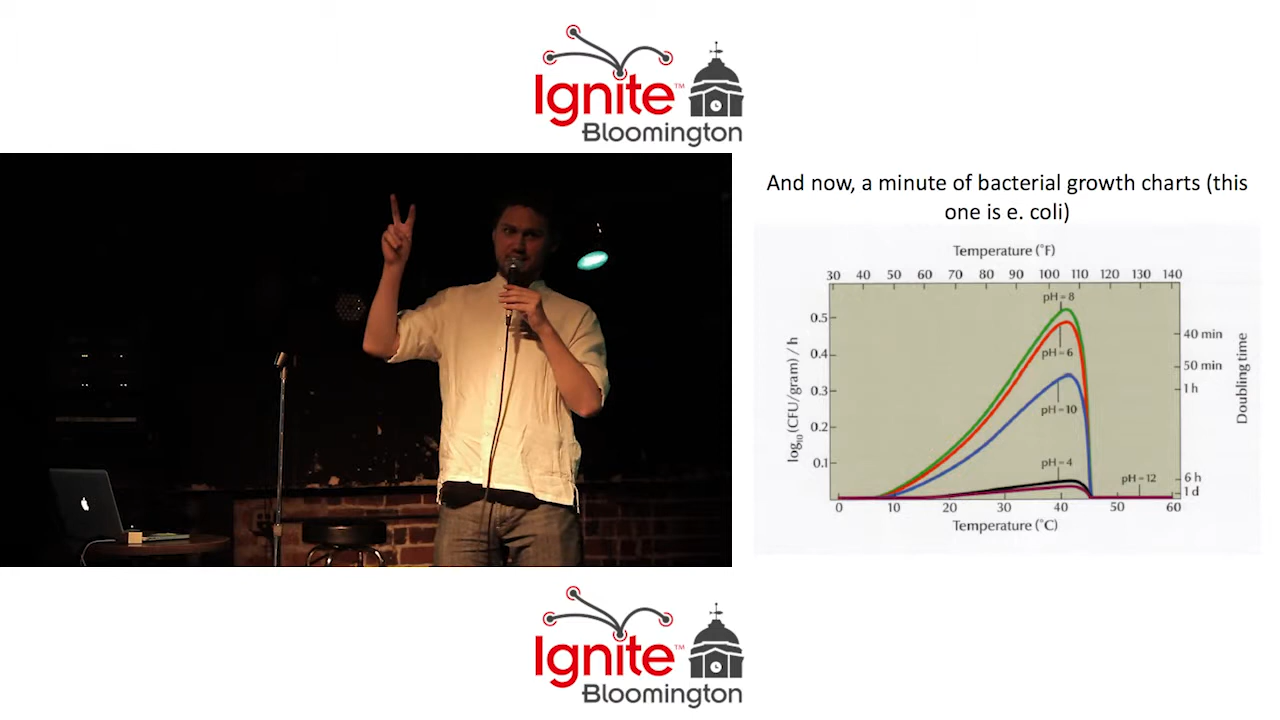 Ignite™
Bloomington
And now, a minute of bacterial growth charts (this
one is e. coli)
Temperature (°F)
30 40 50 60 70 80 90 100 110 120 130 140
pH = 8
0.5
40 min
pH = 6
0.4
50 min
0.3
1 h
pH = 10
0.2
0.1
pH = 4
pH = 12
6 h
1 d
log10(CFU/gram) / h
Doubling time
0 10 20 30 40 50 60
Temperature (°C)
Ignite™
Bloomington